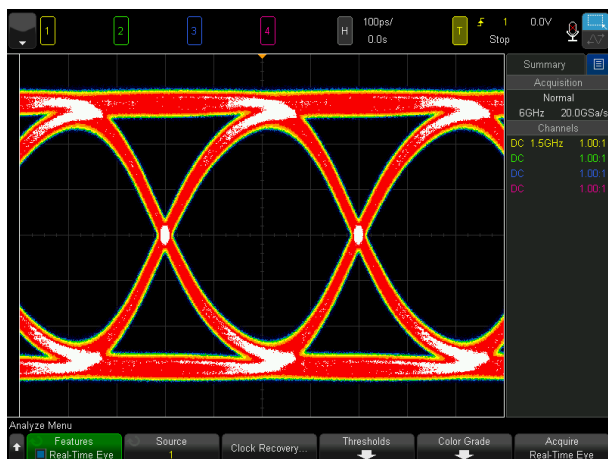 1 2 3 4 H 100ps/ 0.0s T 1 Stop 0.0V
Summary
Acquisition
Normal
6GHz 20.0GSa/s
Channels
DC 1.5GHz 1.00:1
DC 1.00:1
DC 1.00:1
DC 1.00:1
Analyze Menu
Features Source Clock Recovery... Thresholds Color Grade Acquire
Real-Time Eye 1 Real-Time Eye